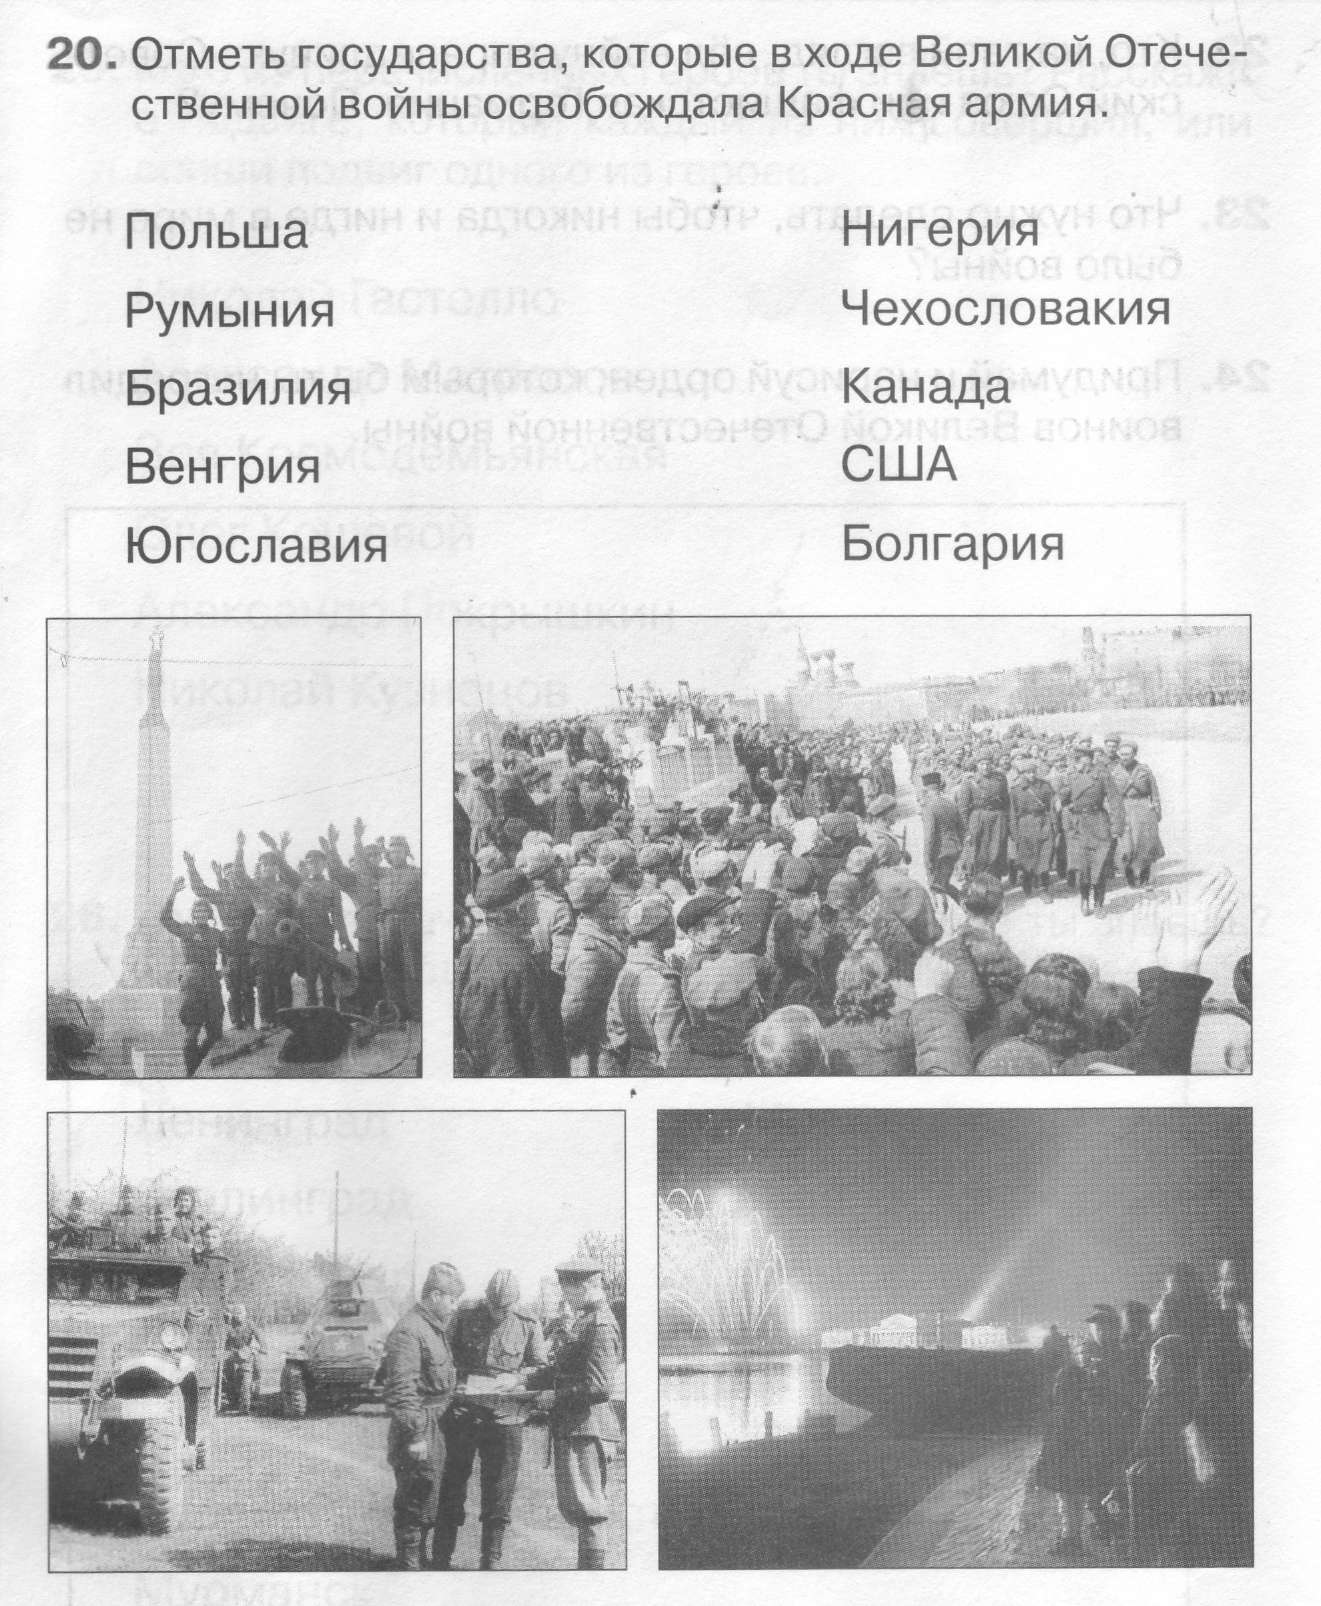 20. Отметь государства, которые в ходе Великой Отече-
ственной войны освобождала Красная армия.
Польша
Румыния
Бразилия
Венгрия
Югославия
Нигерия
Чехословакия
Канада
США
Болгария